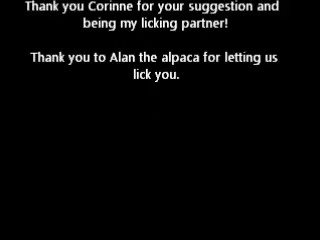 Thank you Corinne for your suggestion and
being my licking partner!
Thank you to Alan the alpaca for letting us
lick you.